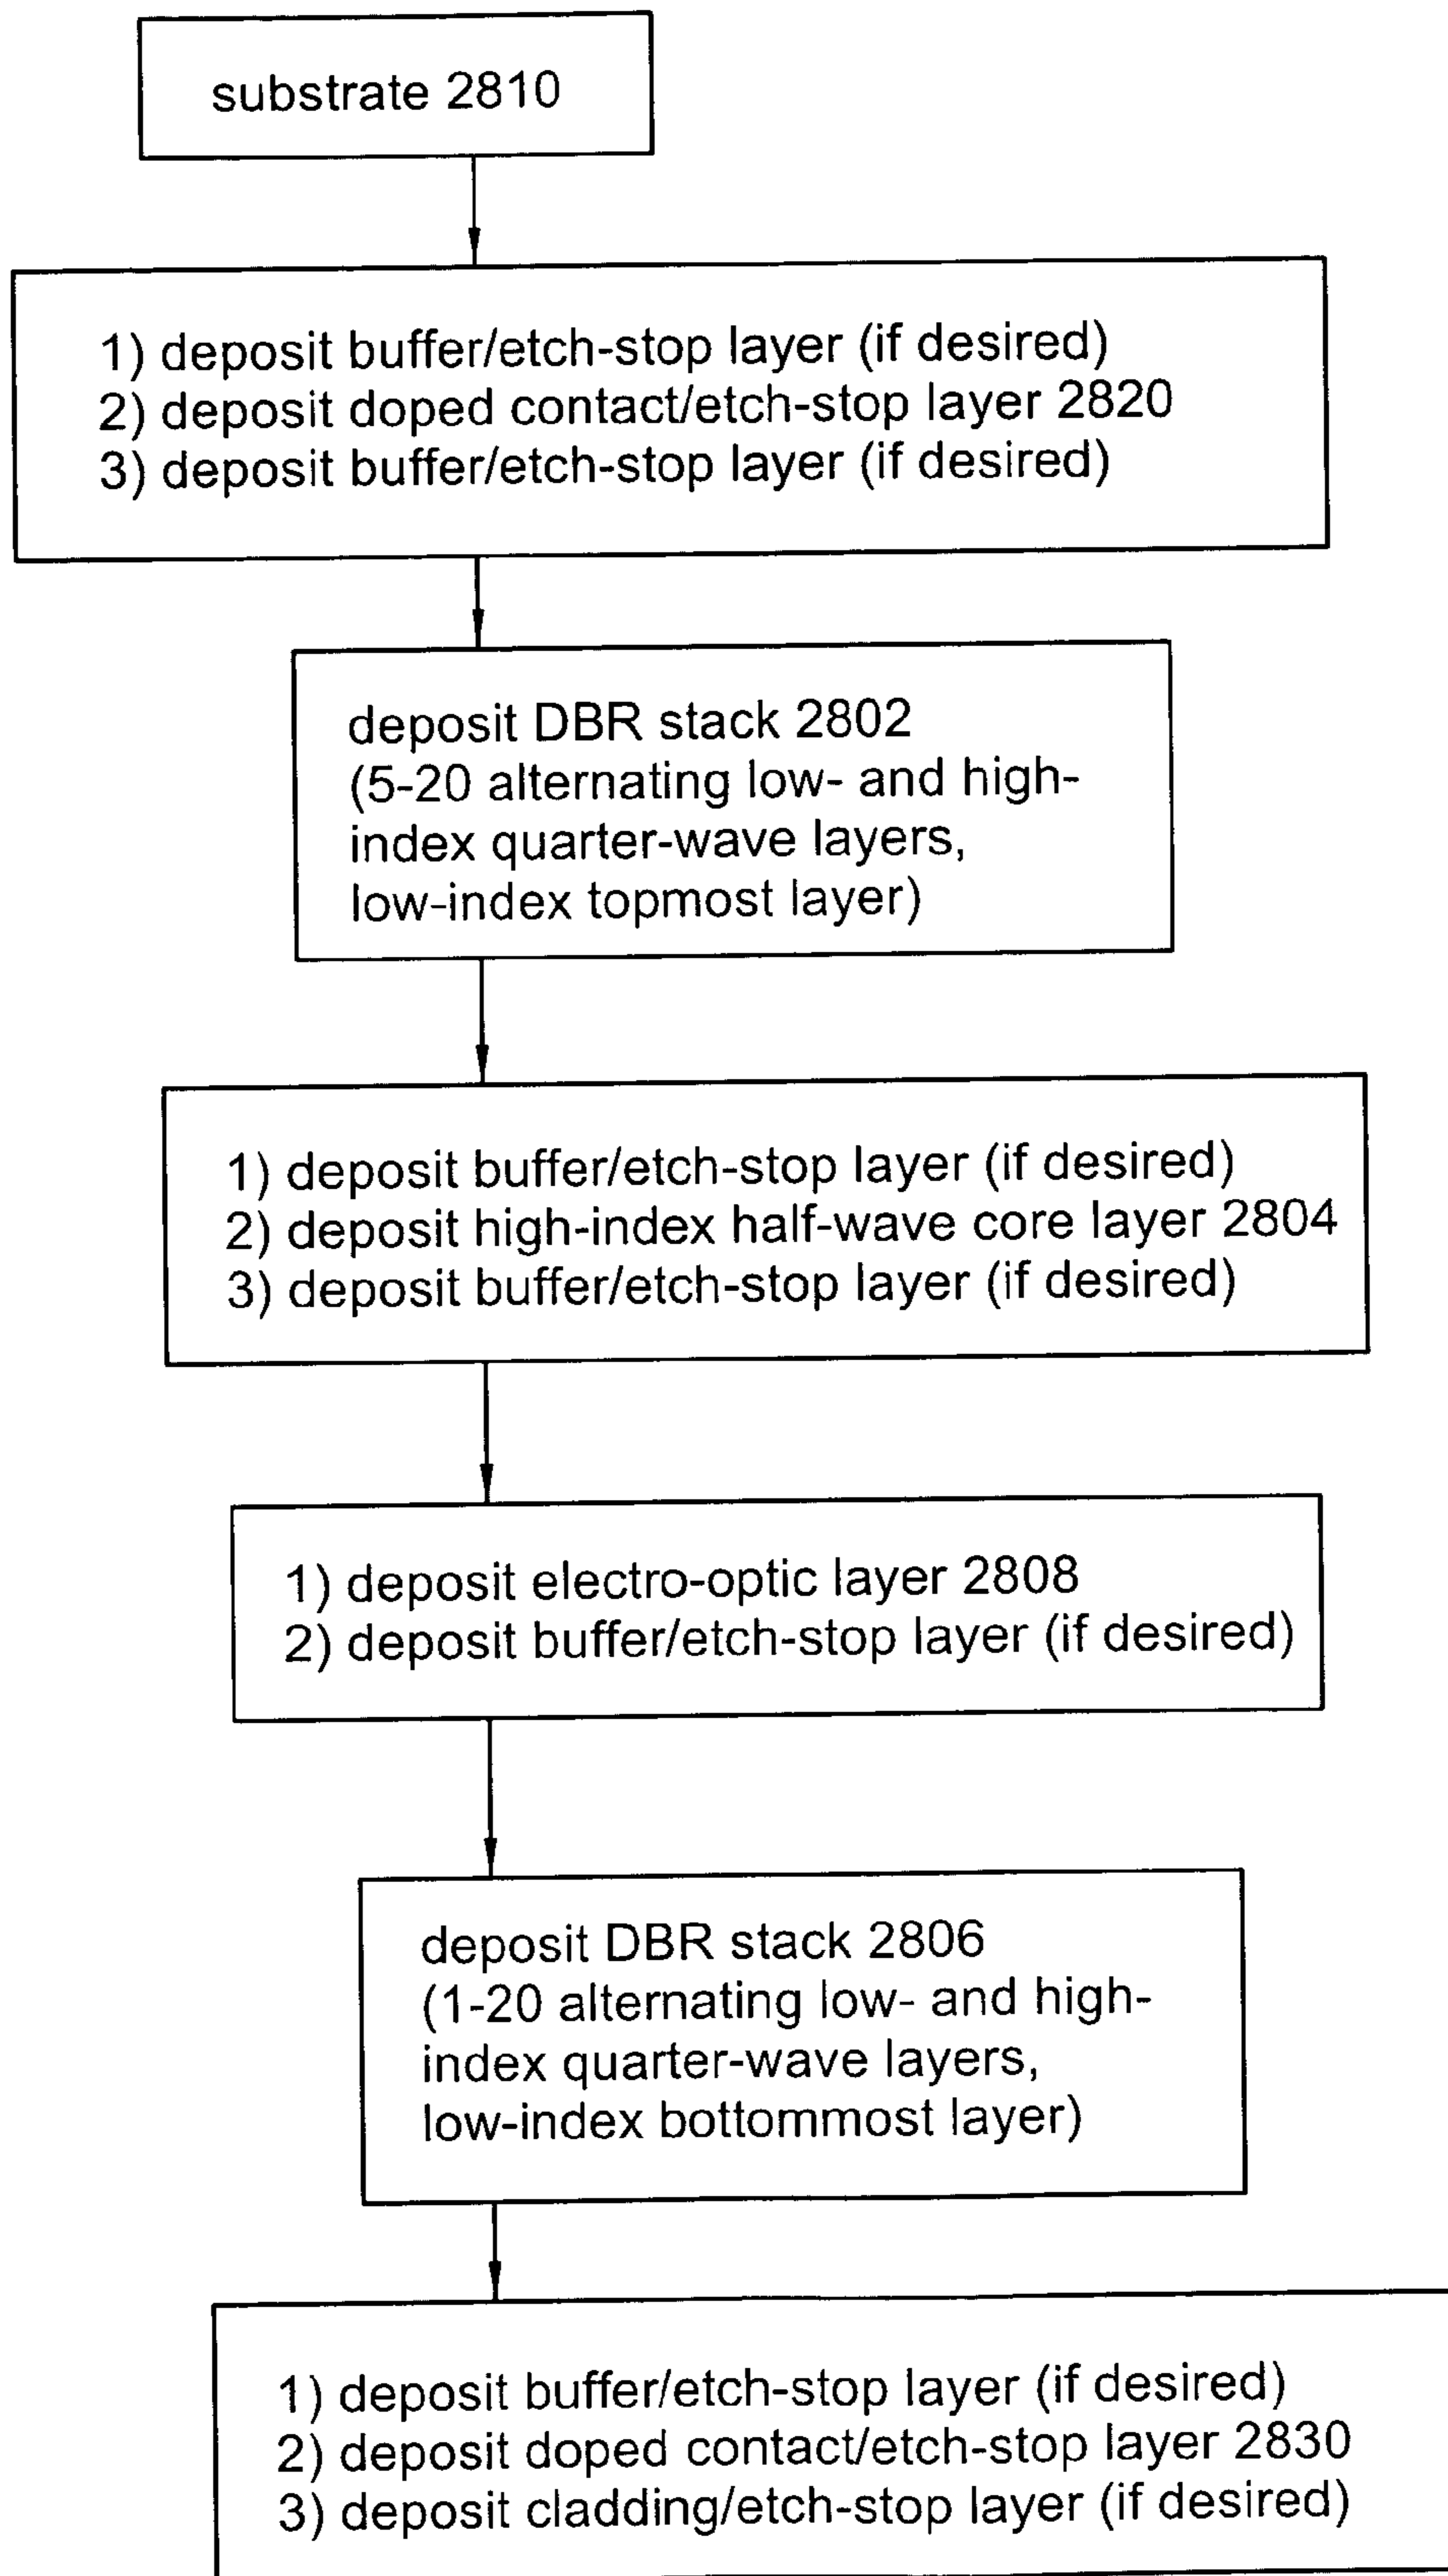 substrate 2810
1) deposit buffer/etch-stop layer (if desired)
2) deposit doped contact/etch-stop layer 2820
3) deposit buffer/etch-stop layer (if desired)
deposit DBR stack 2802
(5-20 alternating low- and high-
index quarter-wave layers,
low-index topmost layer)
1) deposit buffer/etch-stop layer (if desired)
2) deposit high-index half-wave core layer 2804
3) deposit buffer/etch-stop layer (if desired)
1) deposit electro-optic layer 2808
2) deposit buffer/etch-stop layer (if desired)
deposit DBR stack 2806
(1-20 alternating low- and high-
index quarter-wave layers,
low-index bottommost layer)
1) deposit buffer/etch-stop layer (if desired)
2) deposit doped contact/etch-stop layer 2830
3) deposit cladding/etch-stop layer (if desired)